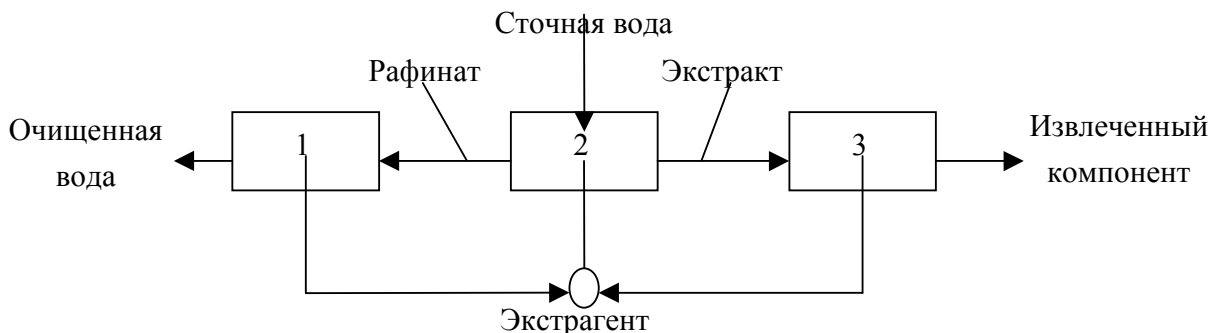 Сточная вода
Рафинат
Экстракт
Очищенная
вода
1
2
3
Извлеченный
компонент
Экстрагент